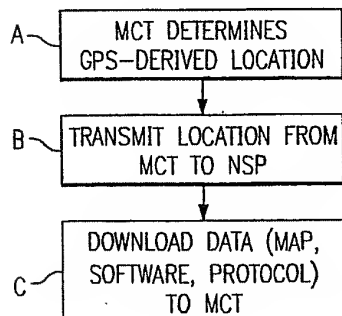 A
MCT DETERMINES
GPS-DERIVED LOCATION
B
TRANSMIT LOCATION FROM
MCT TO NSP
C
DOWNLOAD DATA (MAP,
SOFTWARE, PROTOCOL)
TO MCT